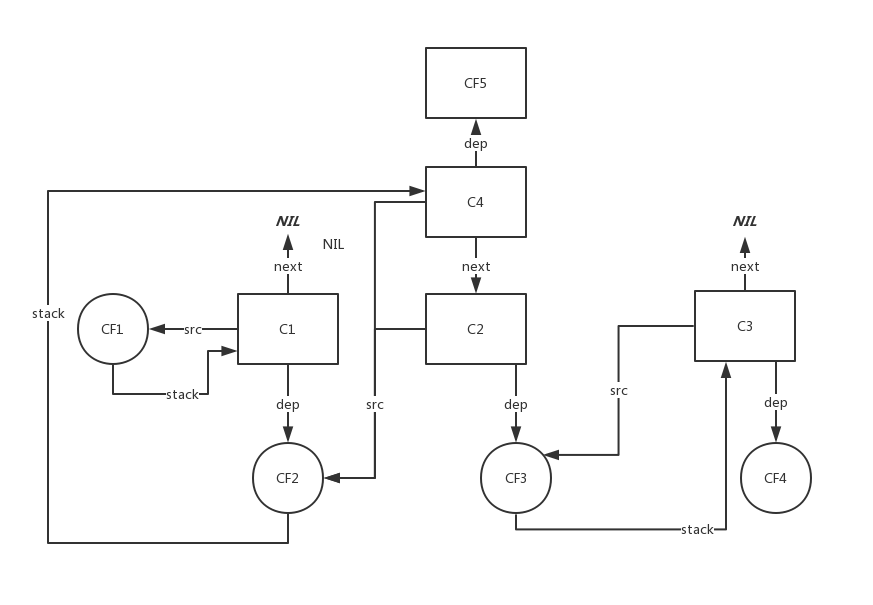 CF5
dep
C4
NIL
NIL
NIL
next
next
next
stack
CF1
src
C1
C2
C3
stack
dep
src
dep
src
dep
CF2
CF3
CF4
stack